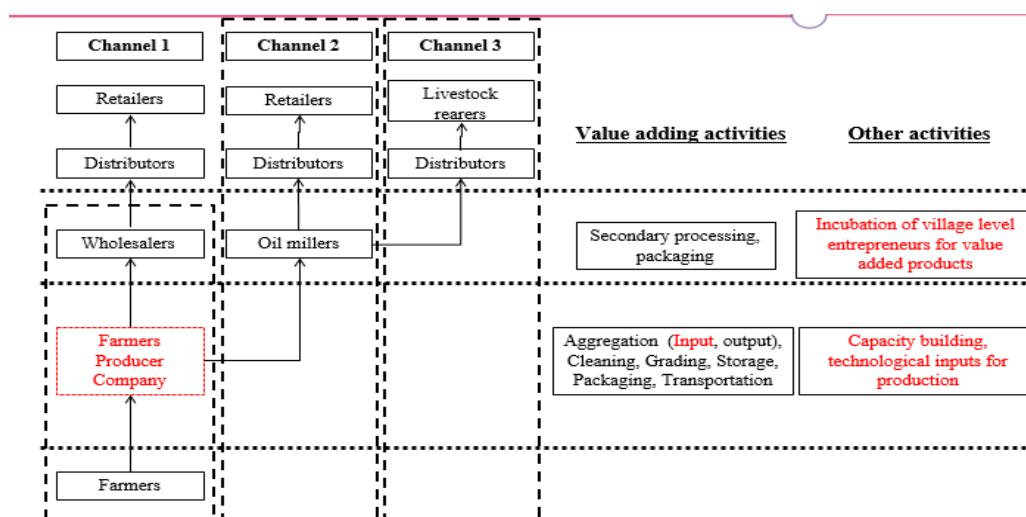 Channel 1
Channel 2
Channel 3
Retailers
Retailers
Livestock
rearers
Value adding activities
Other activities
Distributors
Distributors
Distributors
Wholesalers
Oil millers
Secondary processing,
packaging
Incubation of village level
entrepreneurs for value
added products
Farmers
Producer
Company
Aggregation (Input, output),
Cleaning, Grading, Storage,
Packaging, Transportation
Capacity building,
technological inputs for
production
Farmers